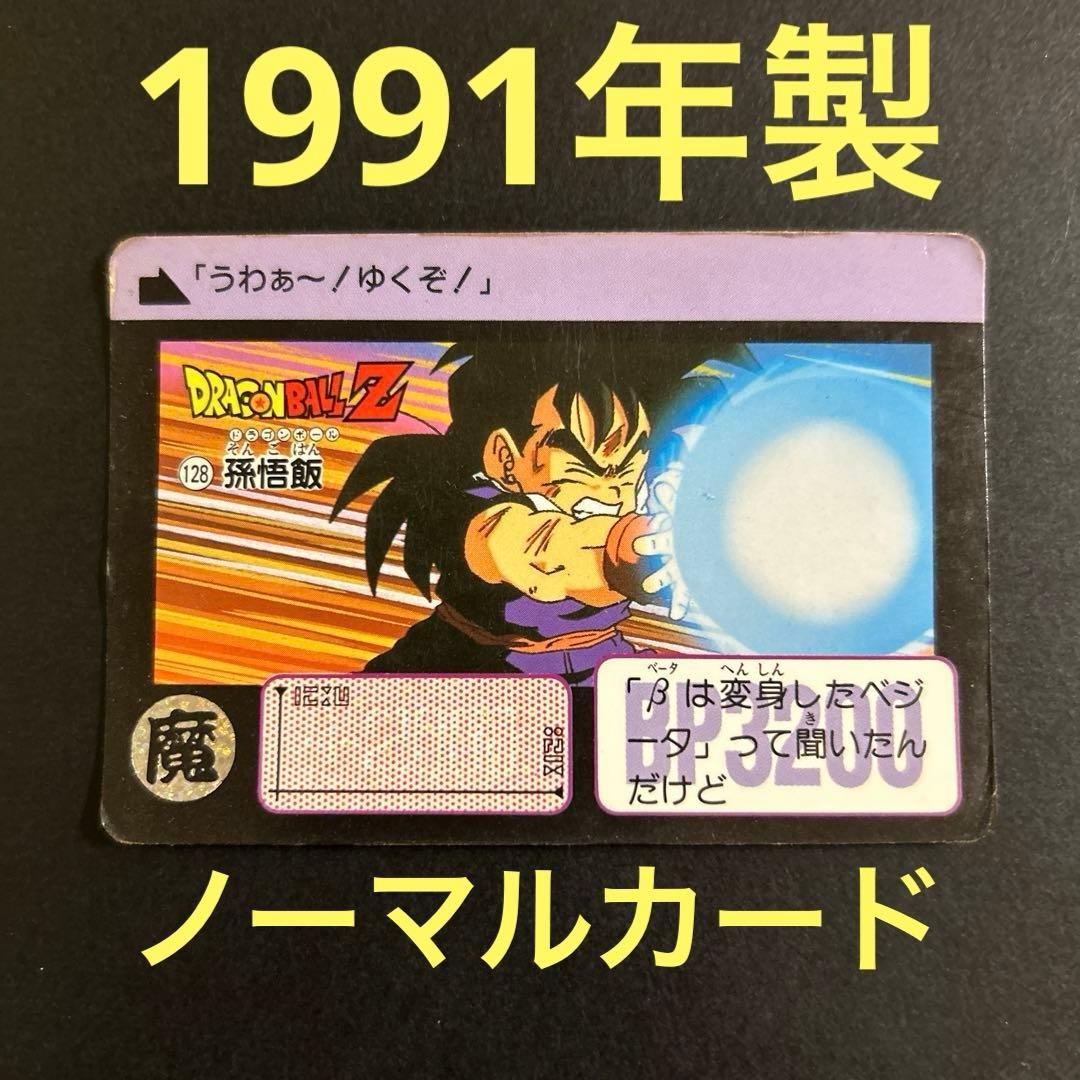 1991年製
「うわぁ〜！ゆくぞ！」
DRAGON BALL Z
ドラゴンボール
そんごはん
128 孫悟飯
魔
BP3200
ベータ へんしん
「βは変身したベジ
き
ータ」って聞いたん
だけど
ノーマルカード